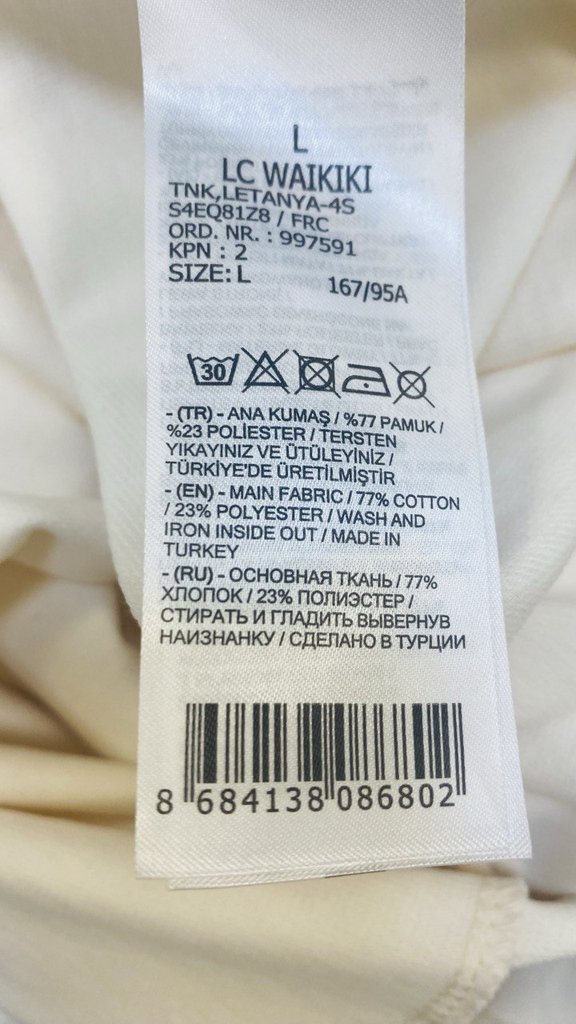 L
LC WAIKIKI
TNK,LETANYA-4S
S4EQ81Z8 / FRC
ORD. NR. : 997591
KPN : 2
SIZE: L 167/95A
30
- (TR) - ANA KUMAŞ / %77 PAMUK /
%23 POLİESTER / TERSTEN
YIKAYINIZ VE ÜTÜLEYİNİZ /
TÜRKİYE'DE ÜRETİLMİŞTİR
- (EN) - MAIN FABRIC / 77% COTTON
/ 23% POLYESTER / WASH AND
IRON INSIDE OUT / MADE IN
TURKEY
- (RU) - ОСНОВНАЯ ТКАНЬ / 77%
ХЛОПОК / 23% ПОЛИЭСТЕР /
СТИРАТЬ И ГЛАДИТЬ ВЫВЕРНУВ
НАИЗНАНКУ / СДЕЛАНО В ТУРЦИИ
8 684138 086802